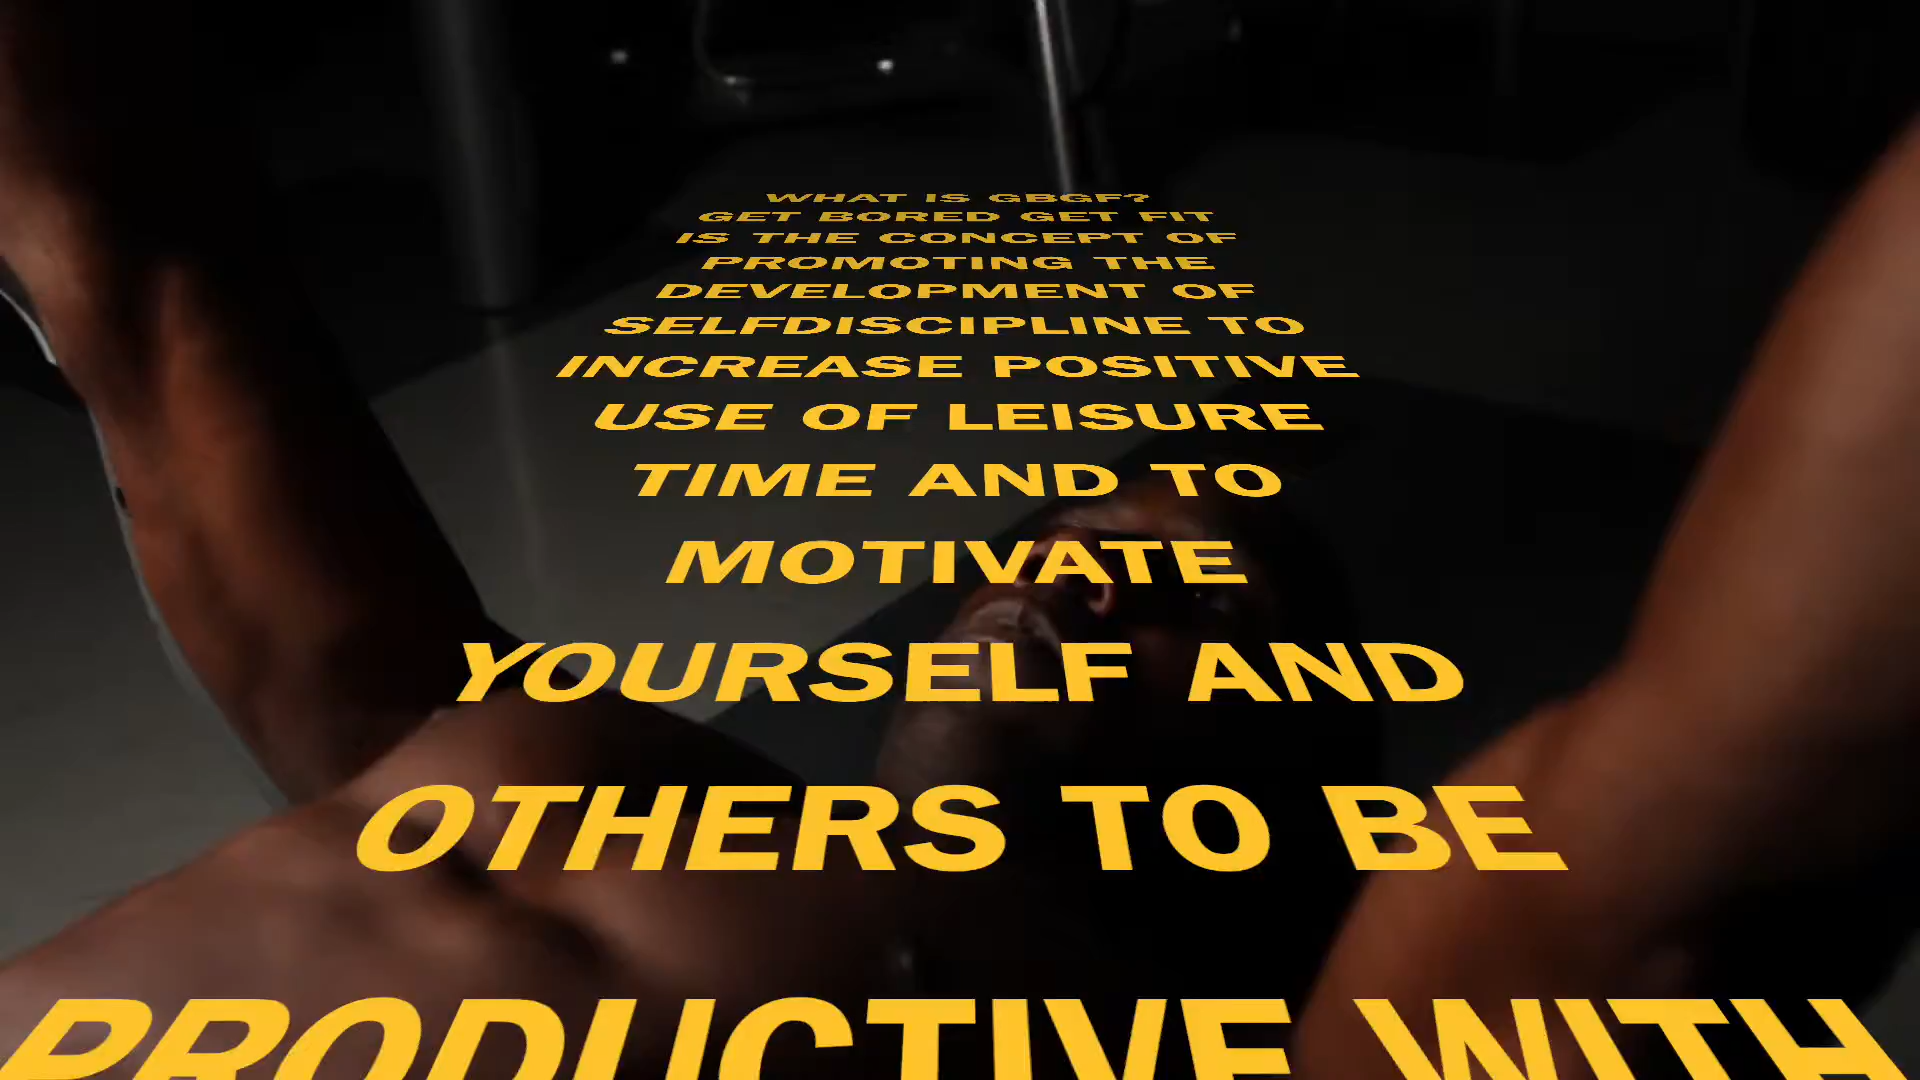 WHAT IS GBGF?
GET BORED GET FIT
IS THE CONCEPT OF
PROMOTING THE
DEVELOPMENT OF
SELFDISCIPLINE TO
INCREASE POSITIVE
USE OF LEISURE
TIME AND TO
MOTIVATE
YOURSELF AND
OTHERS TO BE
PRODUCTIVE WITH